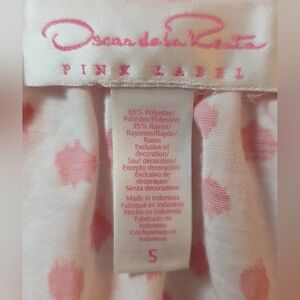 Oscar de la Renta
PINK LABEL
65% Polyester/
Poliéster/Poliestere
35% Rayon/
Rayonne/Rayón/
Raion
Exclusive of
decoration/
Sauf décoration/
Excepto decoración/
Exclusivo de
decoraçan/
Senza decorazione
Made in Indonesia
Fabriqué en Indonésie
Hecho en Indonesia
Fabricado na
Indonésia
Confezionato in
Indonesia
S